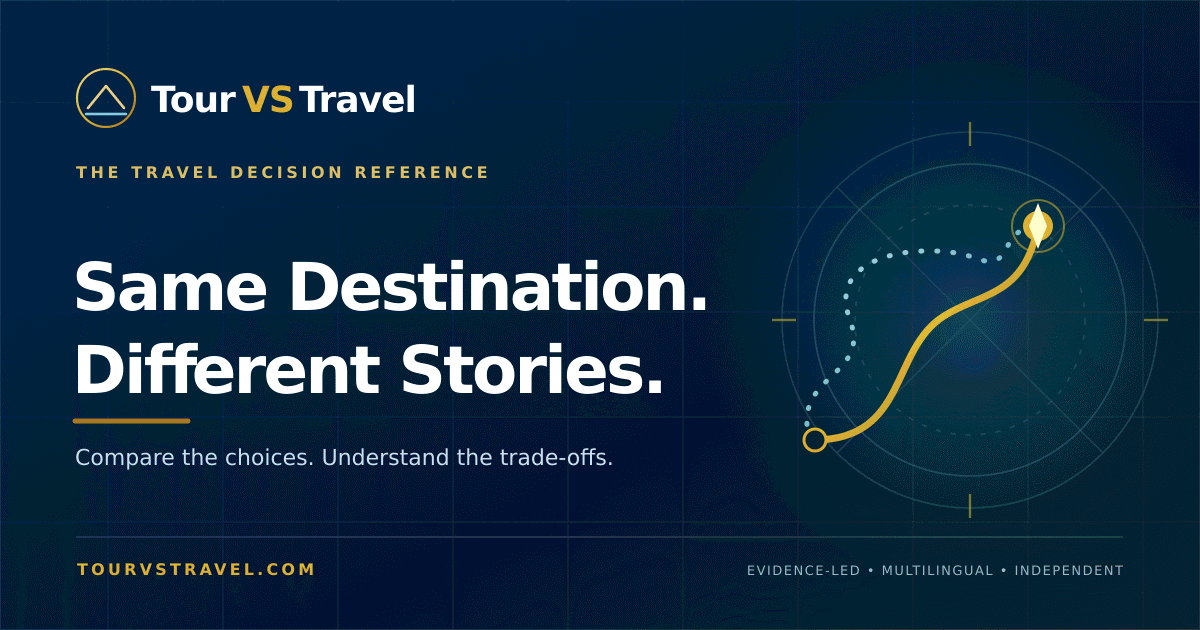 Tour VS Travel
THE TRAVEL DECISION REFERENCE
Same Destination.
Different Stories.
Compare the choices. Understand the trade-offs.
TOURVSTRAVEL.COM
EVIDENCE-LED • MULTILINGUAL • INDEPENDENT